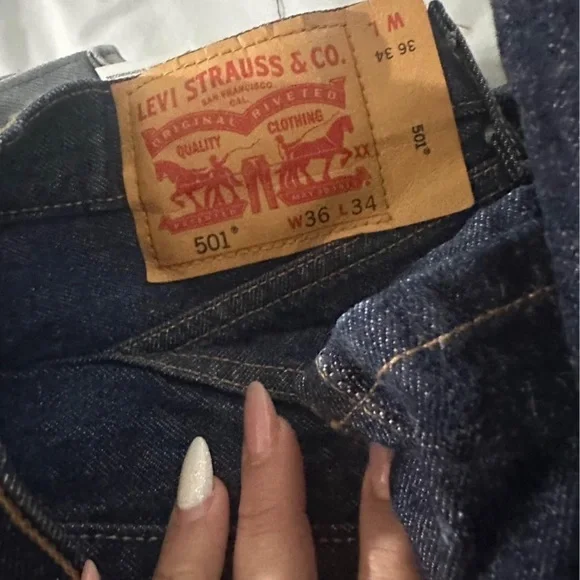 LEVI STRAUSS & CO.
SAN FRANCISCO
CAL.
ORIGINAL RIVETED
QUALITY CLOTHING
XX
501® W36 L34
W L
36 34
501®